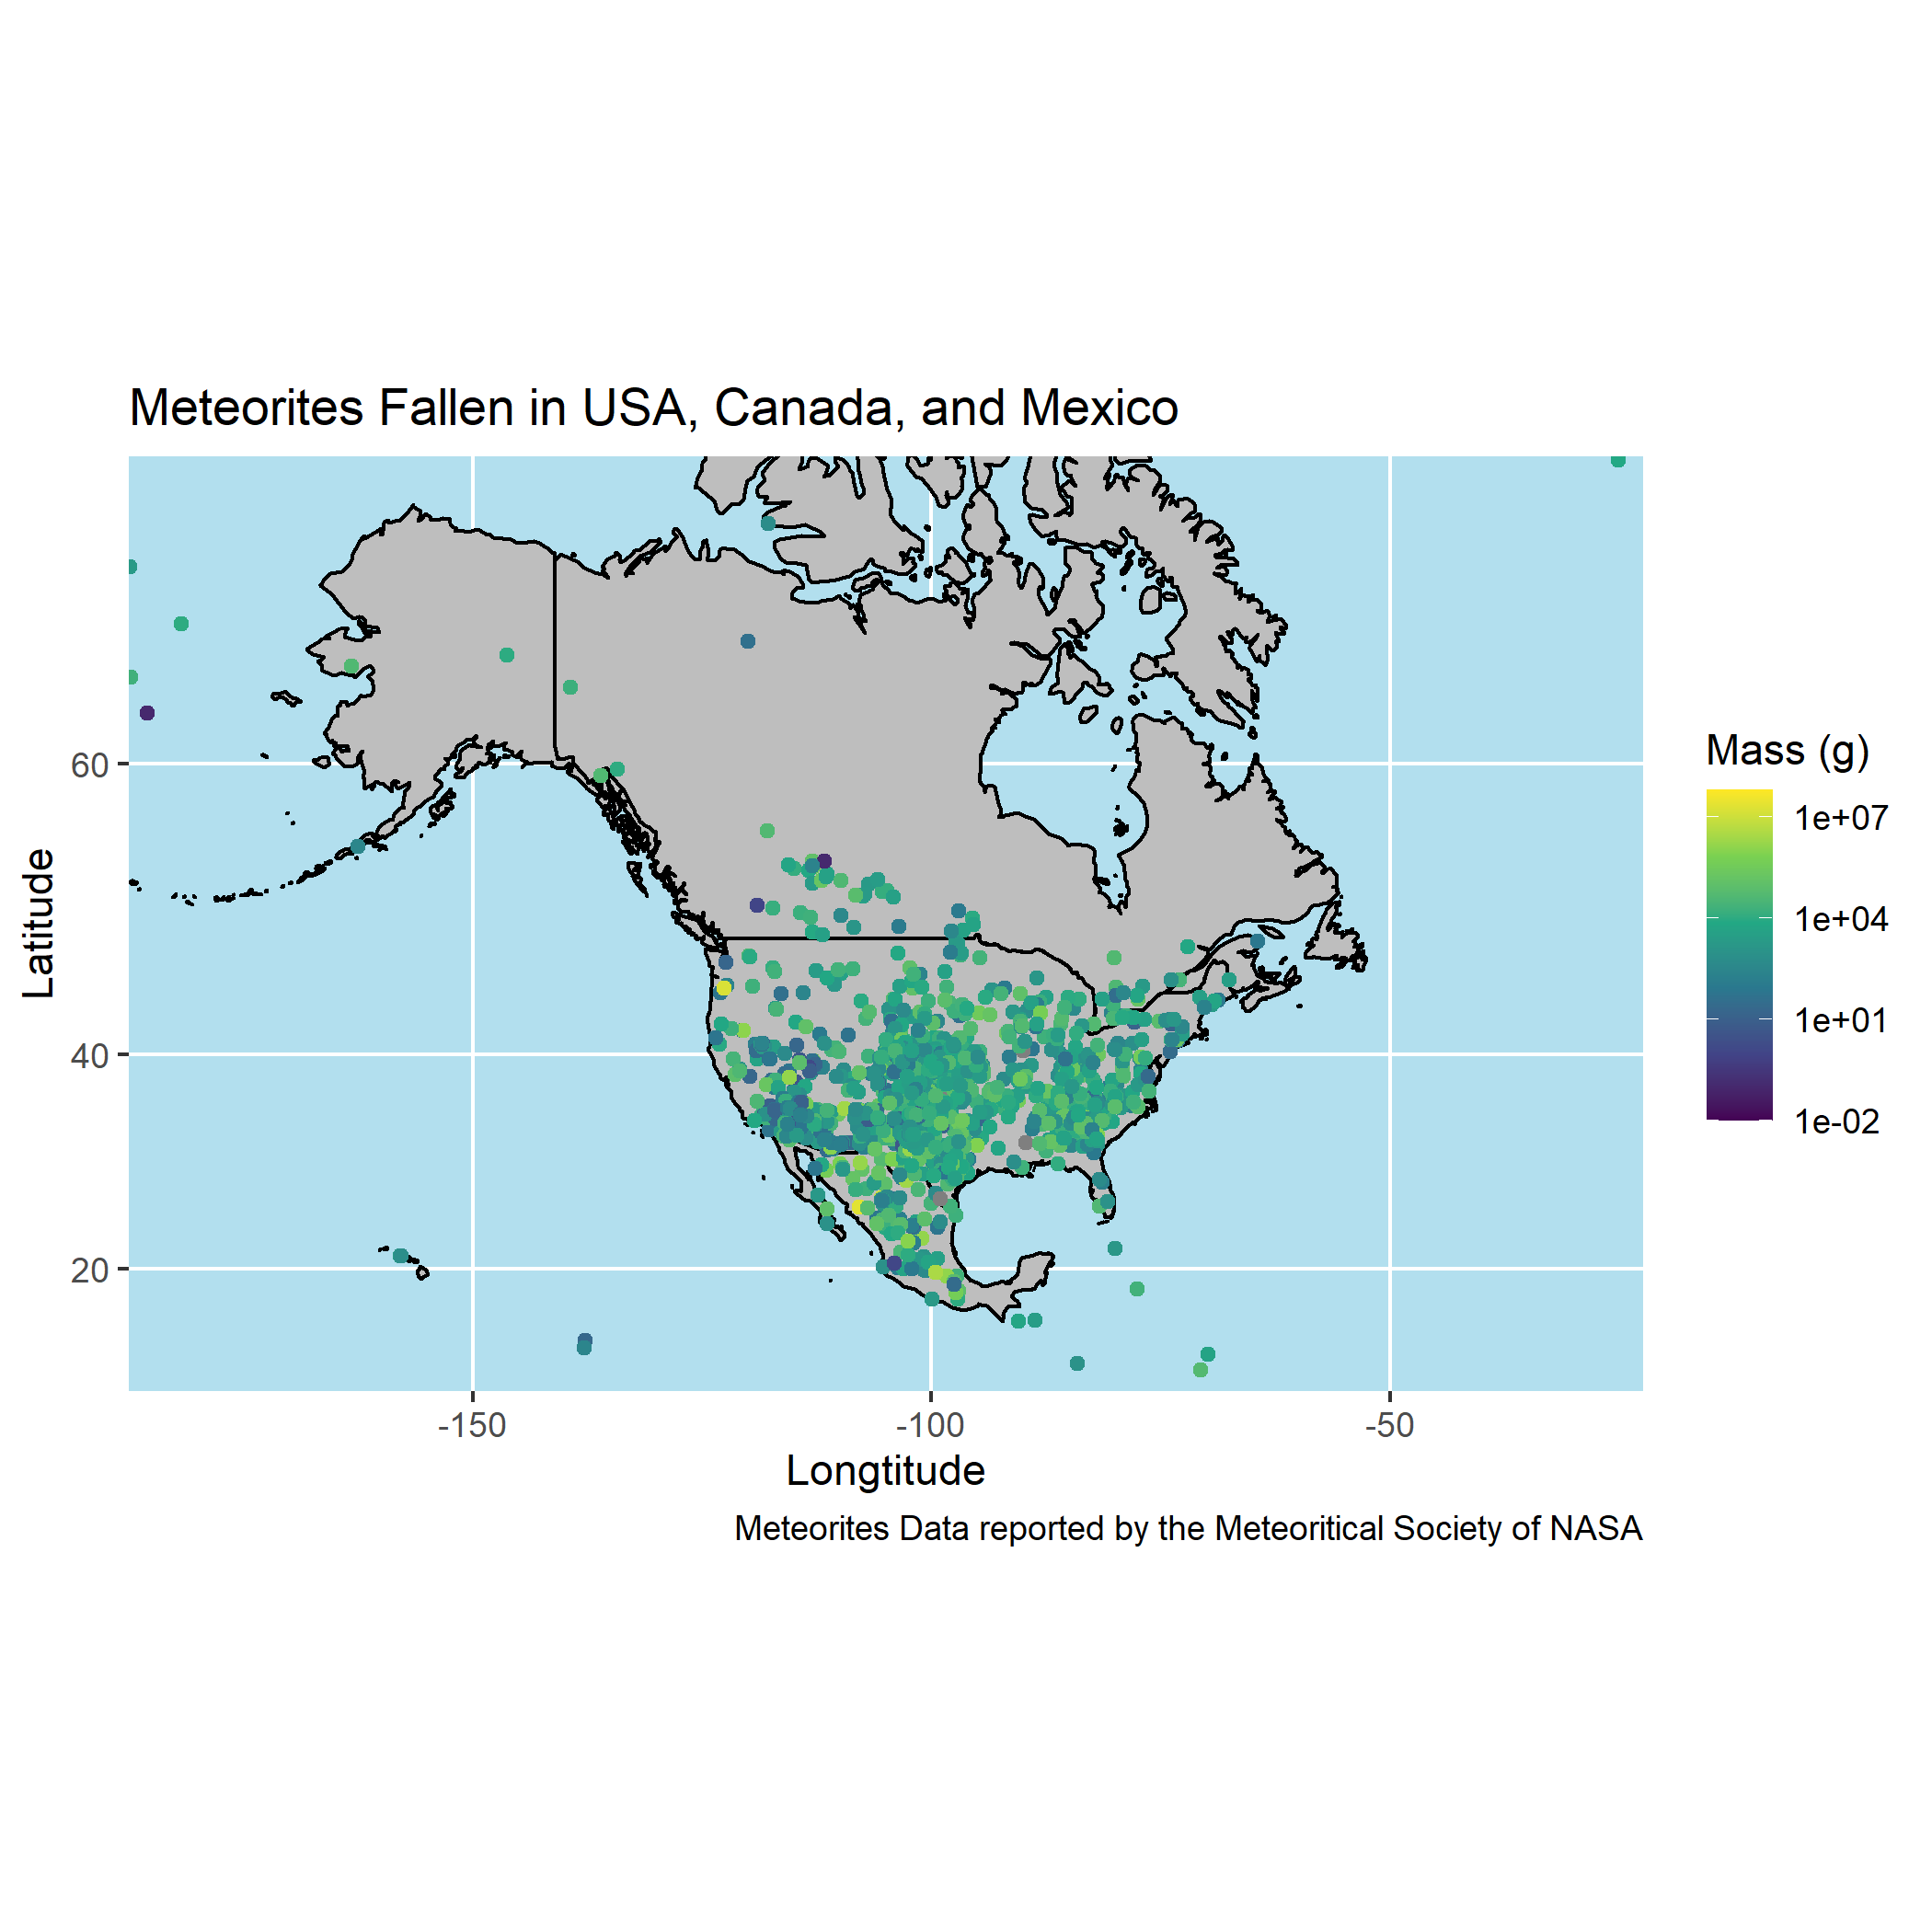 Meteorites Fallen in USA, Canada, and Mexico
60
40
20
Latitude
-150
-100
-50
Longtitude
Mass (g)
1e+07
1e+04
1e+01
1e-02
Meteorites Data reported by the Meteoritical Society of NASA